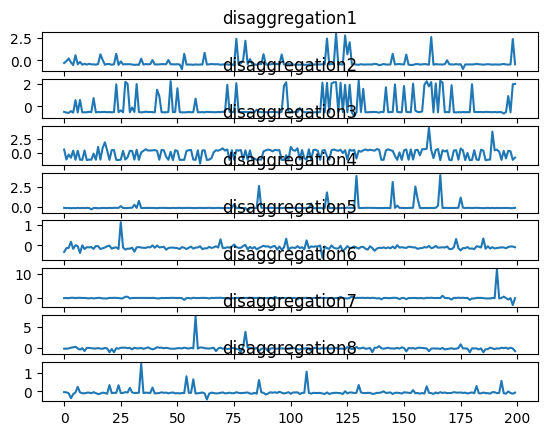 disaggregation1
2.5
0.0
disaggregation2
2
0
disaggregation3
2.5
0.0
disaggregation4
2.5
0.0
disaggregation5
1
0
disaggregation6
10
0
disaggregation7
5
0
disaggregation8
1
0
0 25 50 75 100 125 150 175 200